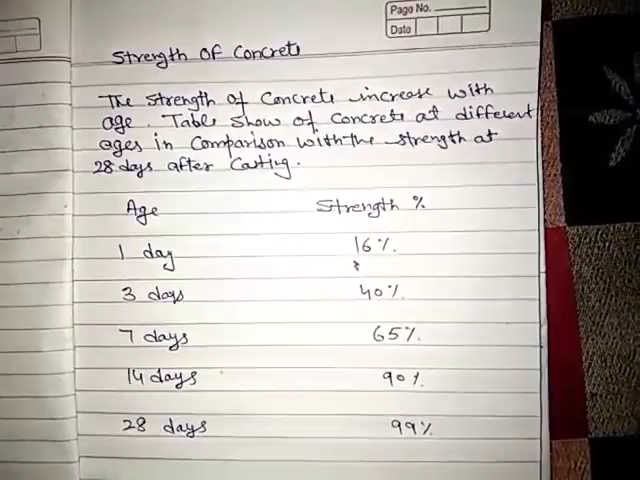 Page No.
Date
Strength Of Concrete
The Strength of Concrete increase with
age. Table Show of Concrete at different
ages in Comparison with the strength at
28 days after Casting.
Age Strength %
1 day 16%.
3 days 40%.
7 days 65%.
14 days 90%.
28 days 99%